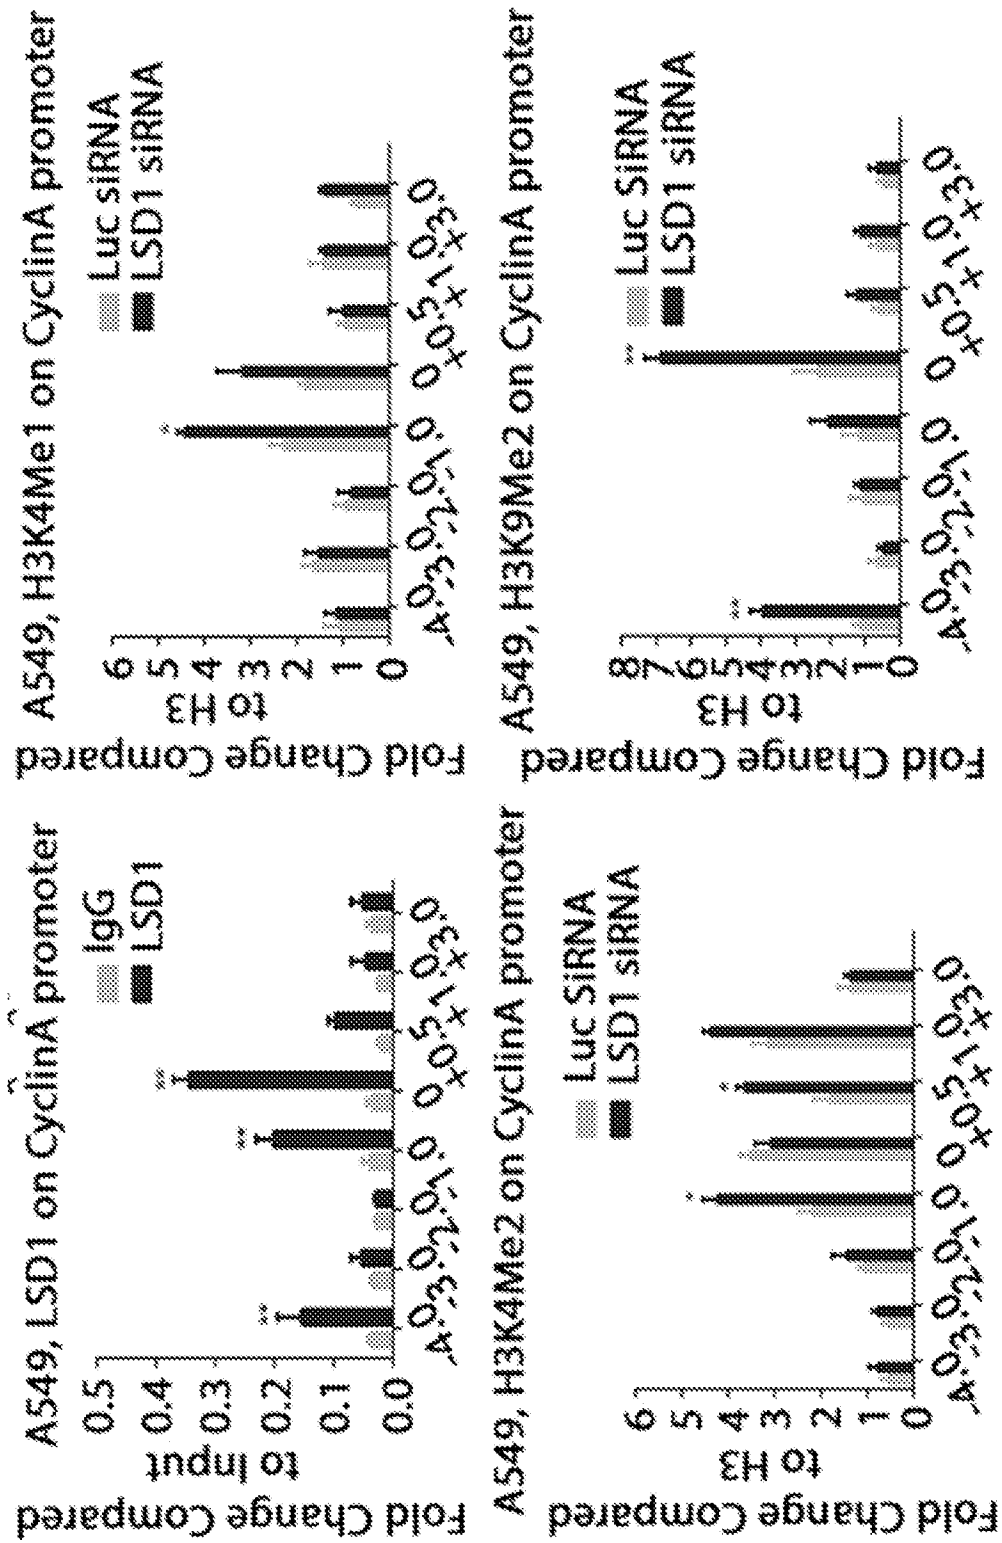 A549, LSD1 on CyclinA promoter
IgG
LSD1
Fold Change Compared
to Input
0.5
0.4
0.3
0.2
0.1
0.0
-4.0 -3.0 -2.0 -1.0 0 +0.5 +1.0 +3.0
**
**
**
A549, H3K4Me1 on CyclinA promoter
Luc siRNA
LSD1 siRNA
Fold Change Compared
to H3
6
5
4
3
2
1
0
-4.0 -3.0 -2.0 -1.0 0 +0.5 +1.0 +3.0
*
A549, H3K4Me2 on CyclinA promoter
Luc SiRNA
LSD1 siRNA
Fold Change Compared
to H3
6
5
4
3
2
1
0
-4.0 -3.0 -2.0 -1.0 0 +0.5 +1.0 +3.0
*
*
A549, H3K9Me2 on CyclinA promoter
Luc SiRNA
LSD1 siRNA
Fold Change Compared
to H3
8
7
6
5
4
3
2
1
0
-4.0 -3.0 -2.0 -1.0 0 +0.5 +1.0 +3.0
**
**